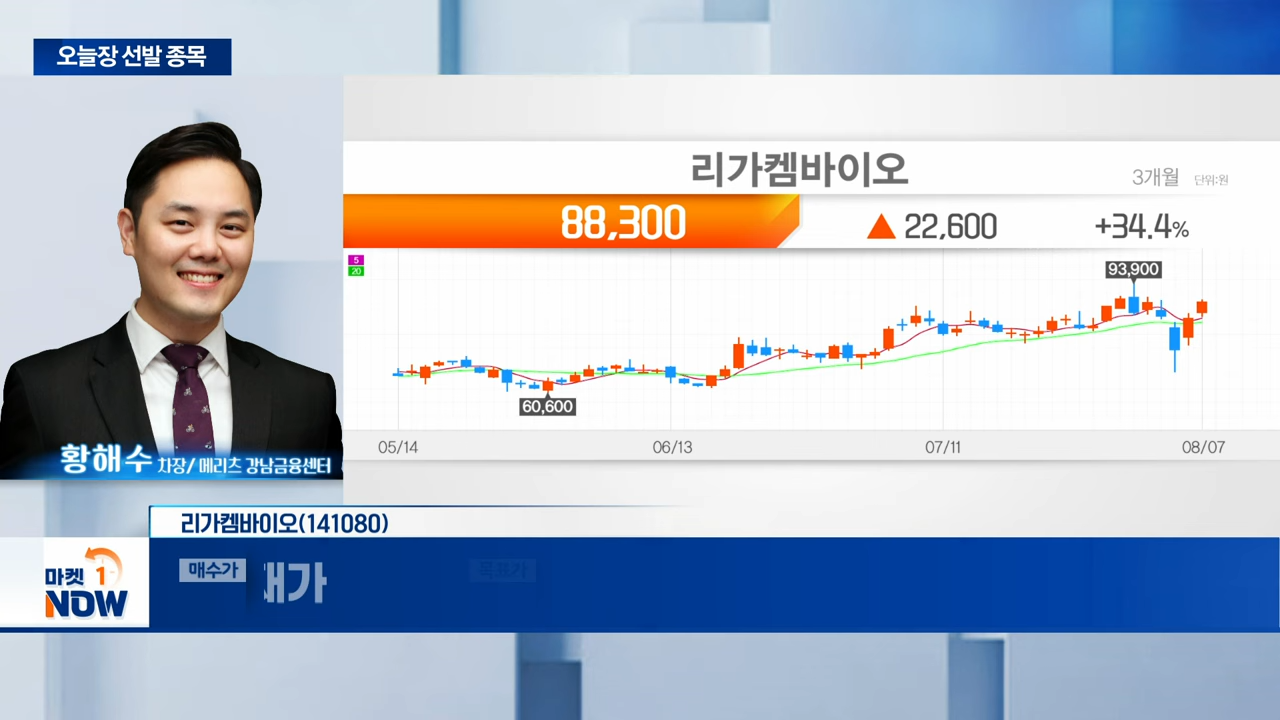 오늘장 선발 종목
리가켐바이오
3개월 단위:원
88,300 ▲ 22,600 +34.4%
5
20
93,900
60,600
05/14 06/13 07/11 08/07
황해수 차장/ 메리츠 강남금융센터
리가켐바이오(141080)
매수가 목표가
마켓 1
NOW